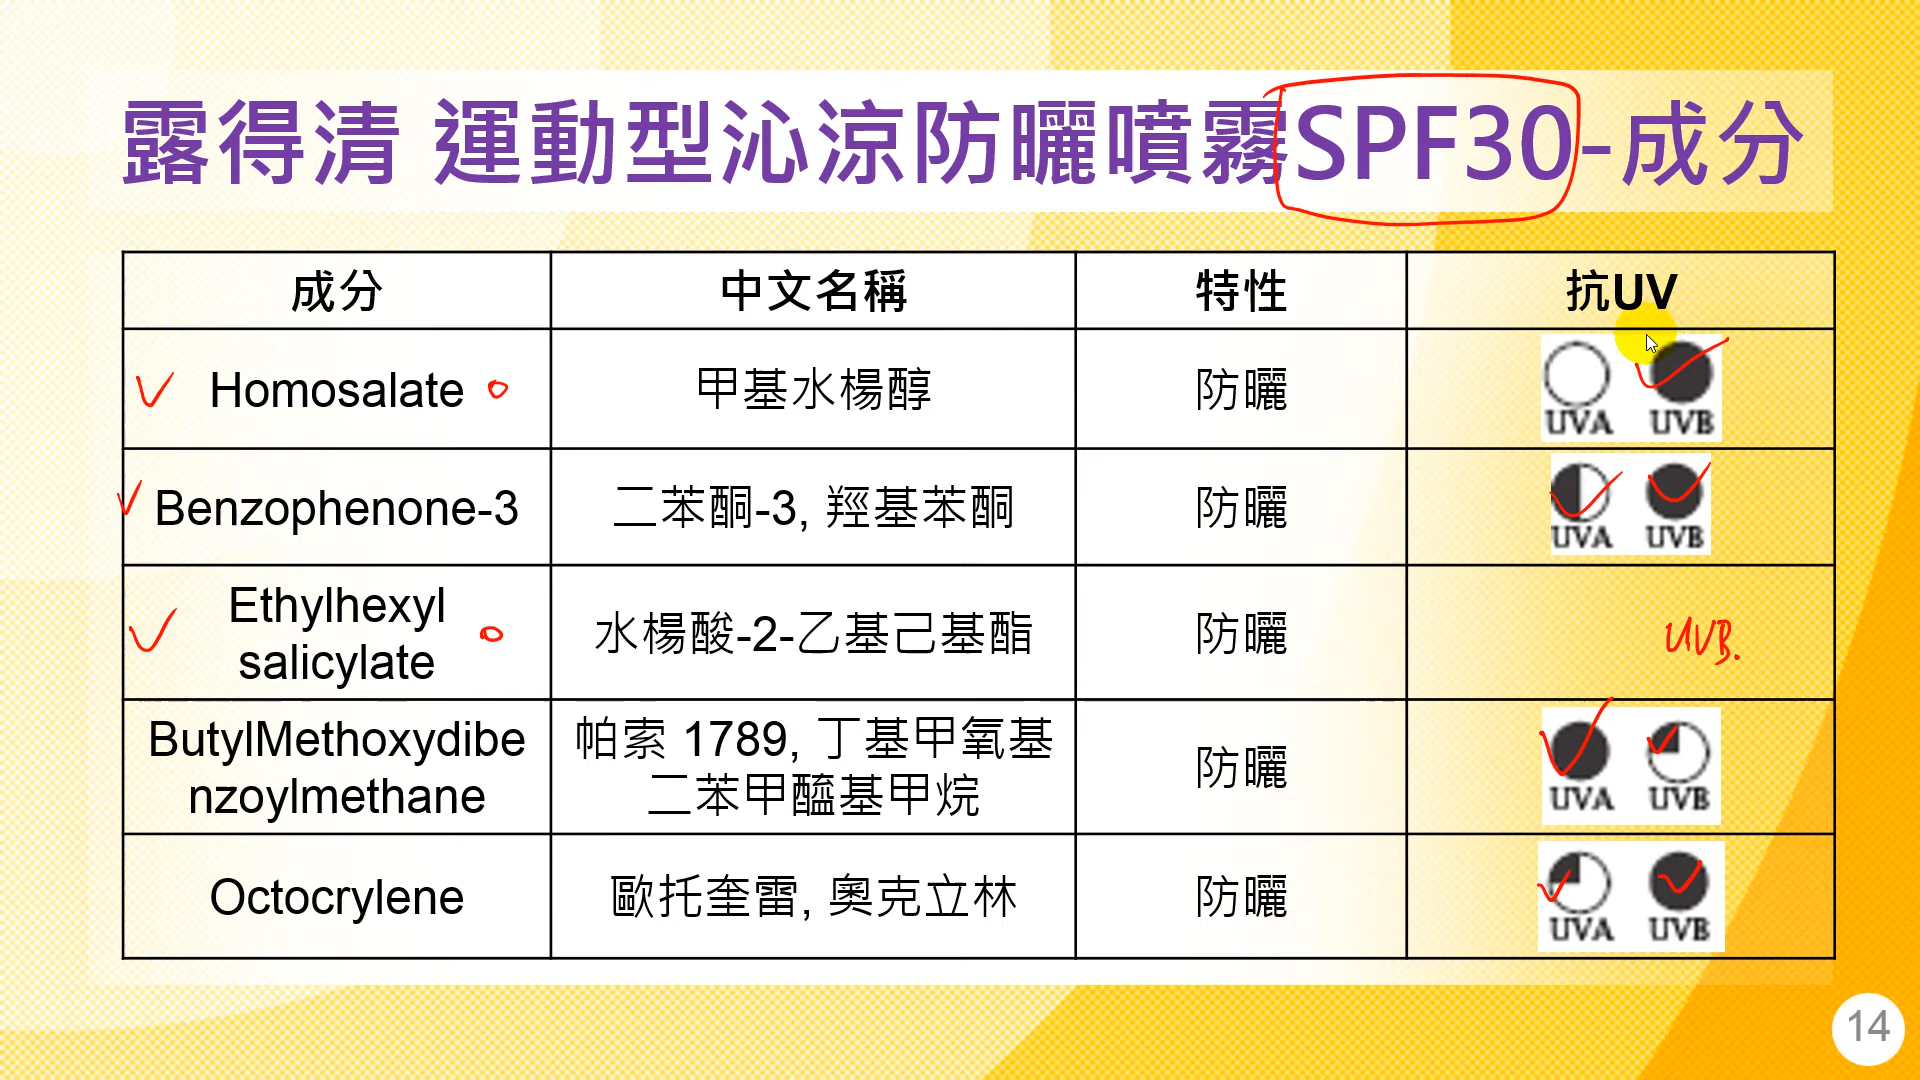 露得清 運動型沁涼防曬噴霧SPF30-成分
成分 中文名稱 特性 抗UV
Homosalate 甲基水楊醇 防曬 UVA UVB
Benzophenone-3 二苯酮-3, 羥基苯酮 防曬 UVA UVB
Ethylhexyl
salicylate 水楊酸-2-乙基己基酯 防曬 UVB.
ButylMethoxydibe
nzoylmethane 帕索 1789, 丁基甲氧基
二苯甲醯基甲烷 防曬 UVA UVB
Octocrylene 歐托奎雷, 奧克立林 防曬 UVA UVB
14